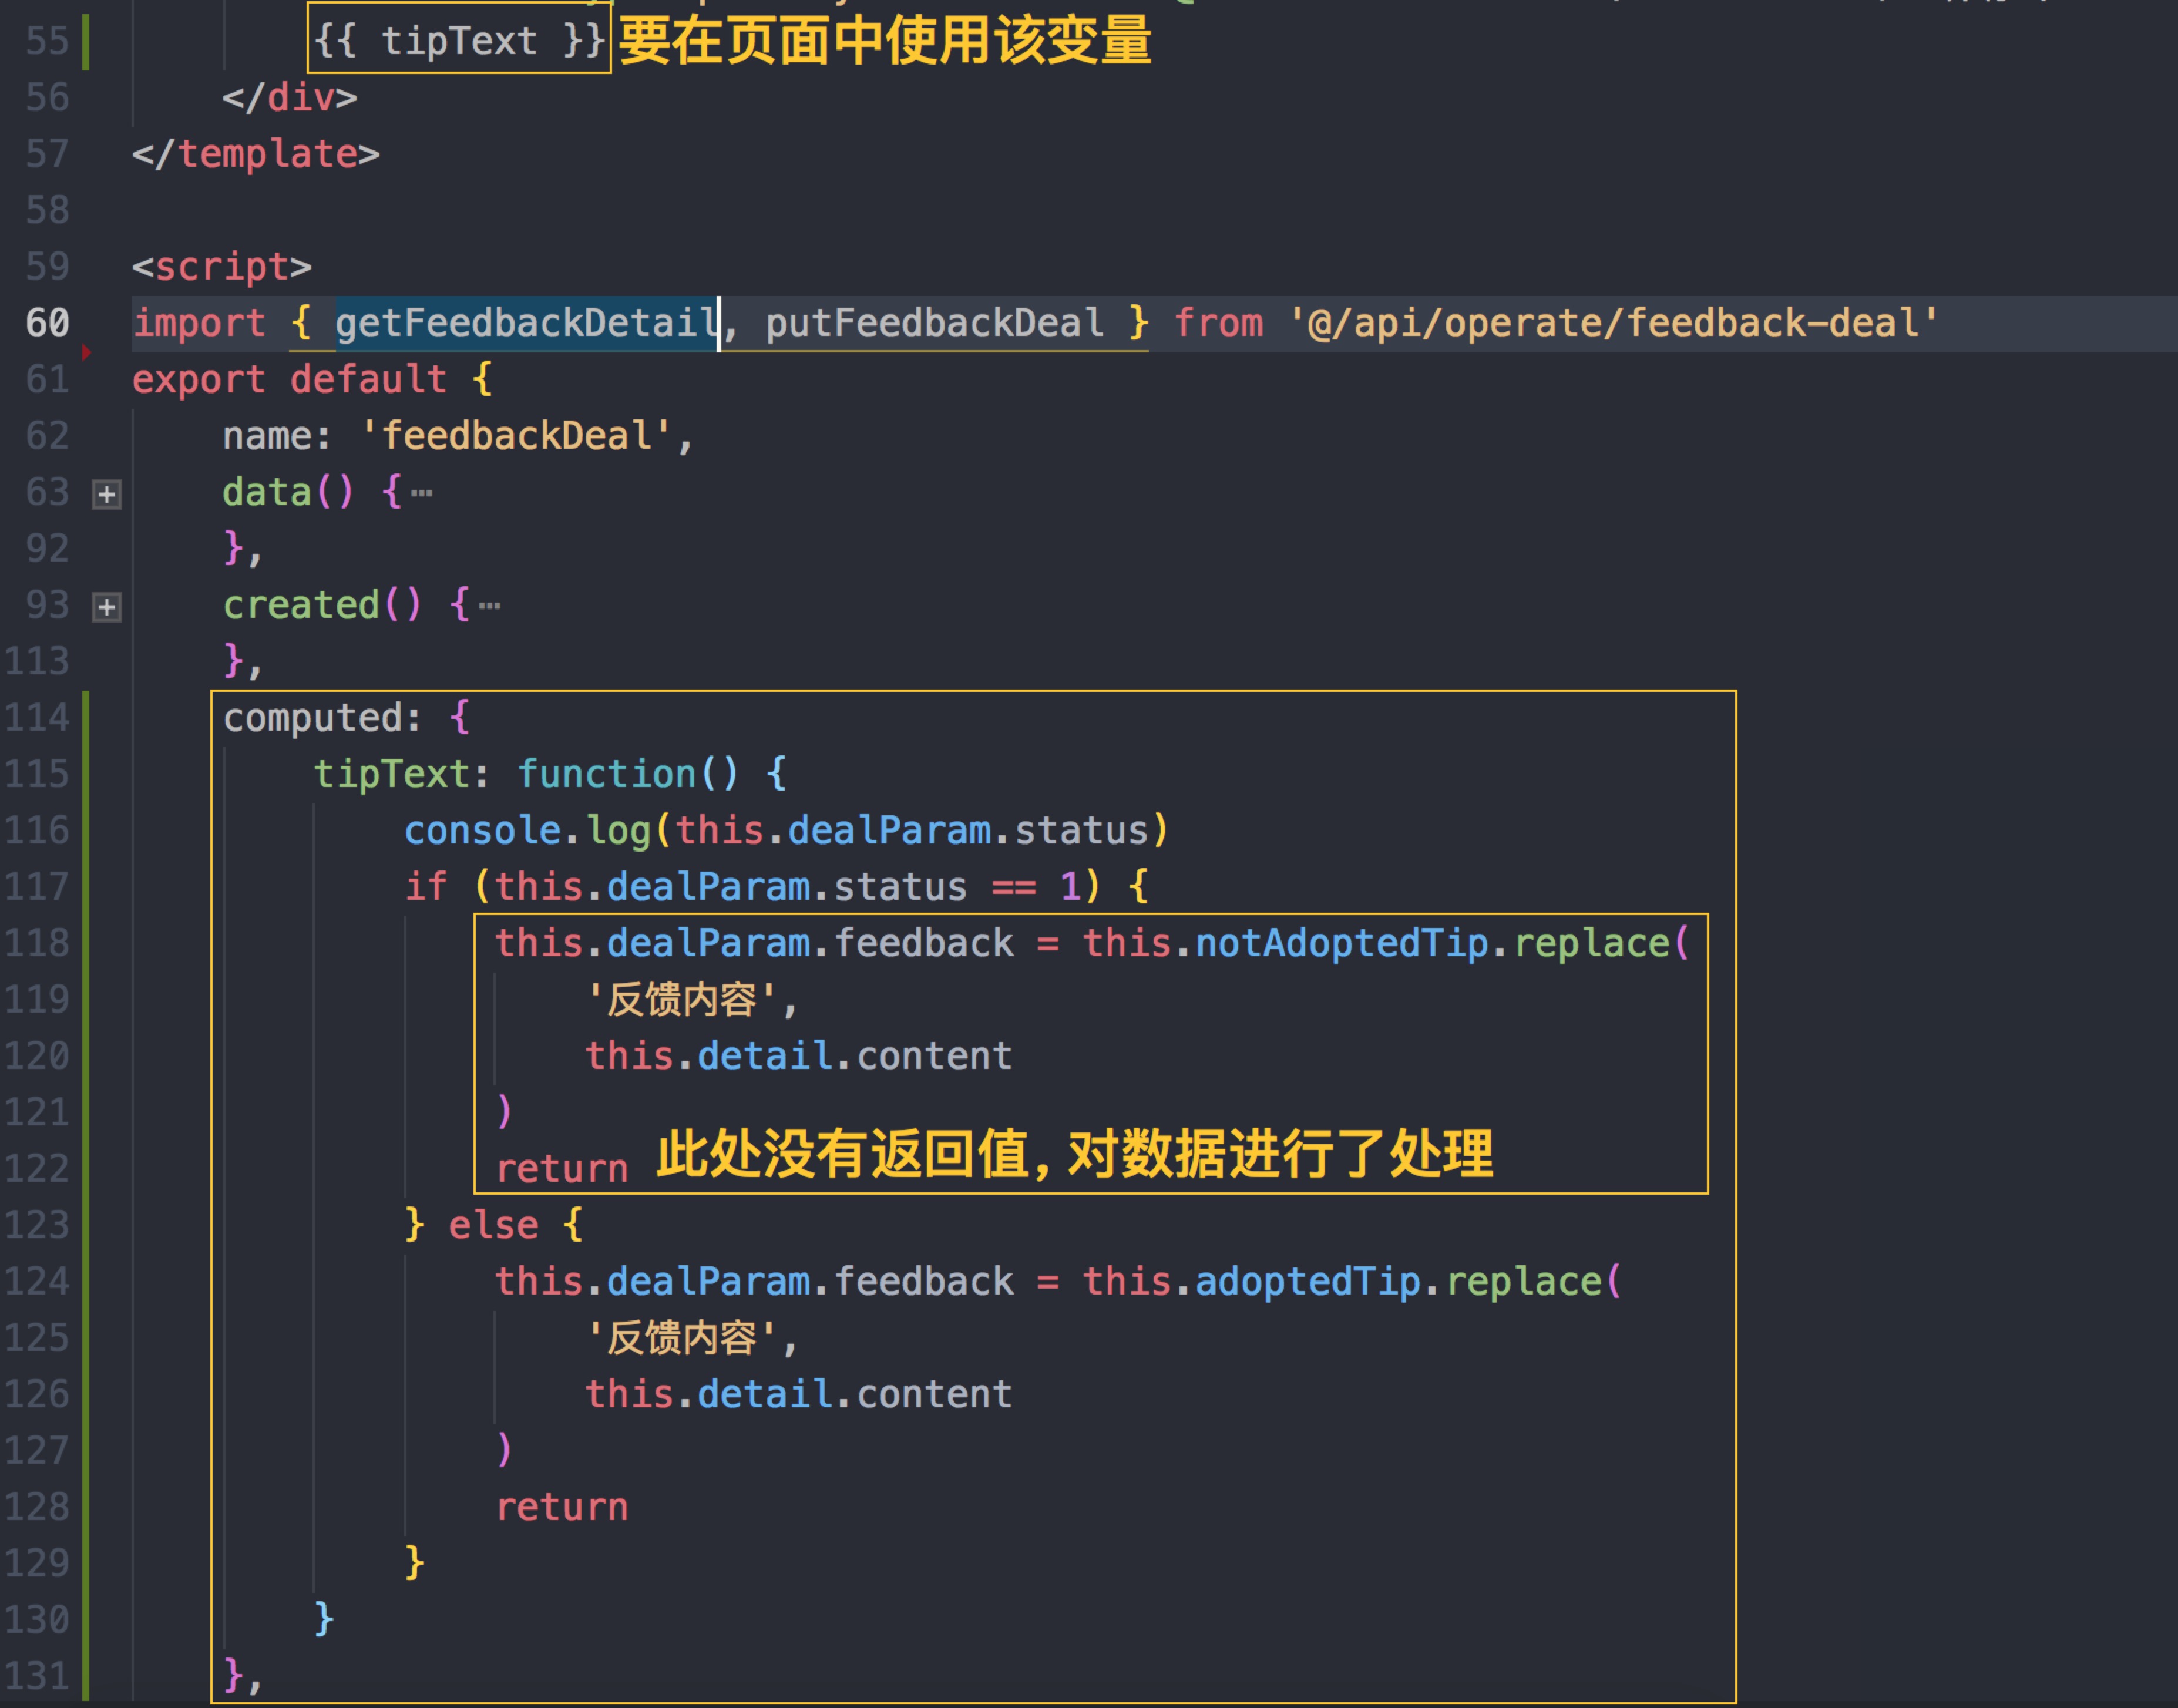 55 {{ tipText }} 要在页面中使用该变量
56 </div>
57 </template>
58
59 <script>
60 import { getFeedbackDetail, putFeedbackDeal } from '@/api/operate/feedback-deal'
61 export default {
62 name: 'feedbackDeal',
63 data() { …
92 },
93 created() { …
113 },
114 computed: {
115 tipText: function() {
116 console.log(this.dealParam.status)
117 if (this.dealParam.status == 1) {
118 this.dealParam.feedback = this.notAdoptedTip.replace(
119 '反馈内容',
120 this.detail.content
121 )
122 return 此处没有返回值，对数据进行了处理
123 } else {
124 this.dealParam.feedback = this.adoptedTip.replace(
125 '反馈内容',
126 this.detail.content
127 )
128 return
129 }
130 }
131 },